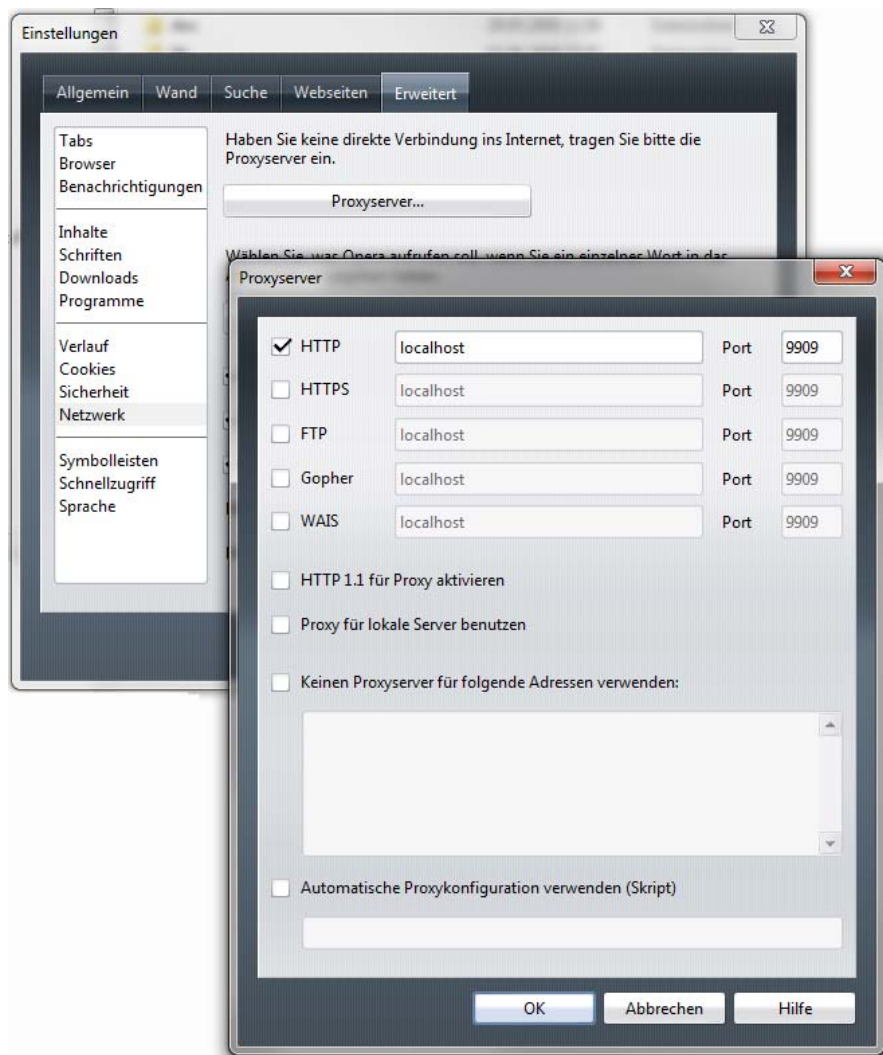 Einstellungen
Allgemein Wand Suche Webseiten Erweitert
Tabs
Browser
Benachrichtigungen
Inhalte
Schriften
Downloads
Programme
Verlauf
Cookies
Sicherheit
Netzwerk
Symbolleisten
Schnellzugriff
Sprache
Haben Sie keine direkte Verbindung ins Internet, tragen Sie bitte die
Proxyserver ein.
Proxyserver...
Wählen Sie, was Opera aufrufen soll, wenn Sie ein einzelnes Wort in das
Proxyserver
HTTP localhost Port 9909
HTTPS localhost Port 9909
FTP localhost Port 9909
Gopher localhost Port 9909
WAIS localhost Port 9909
HTTP 1.1 für Proxy aktivieren
Proxy für lokale Server benutzen
Keinen Proxyserver für folgende Adressen verwenden:
Automatische Proxykonfiguration verwenden (Skript)
OK Abbrechen Hilfe